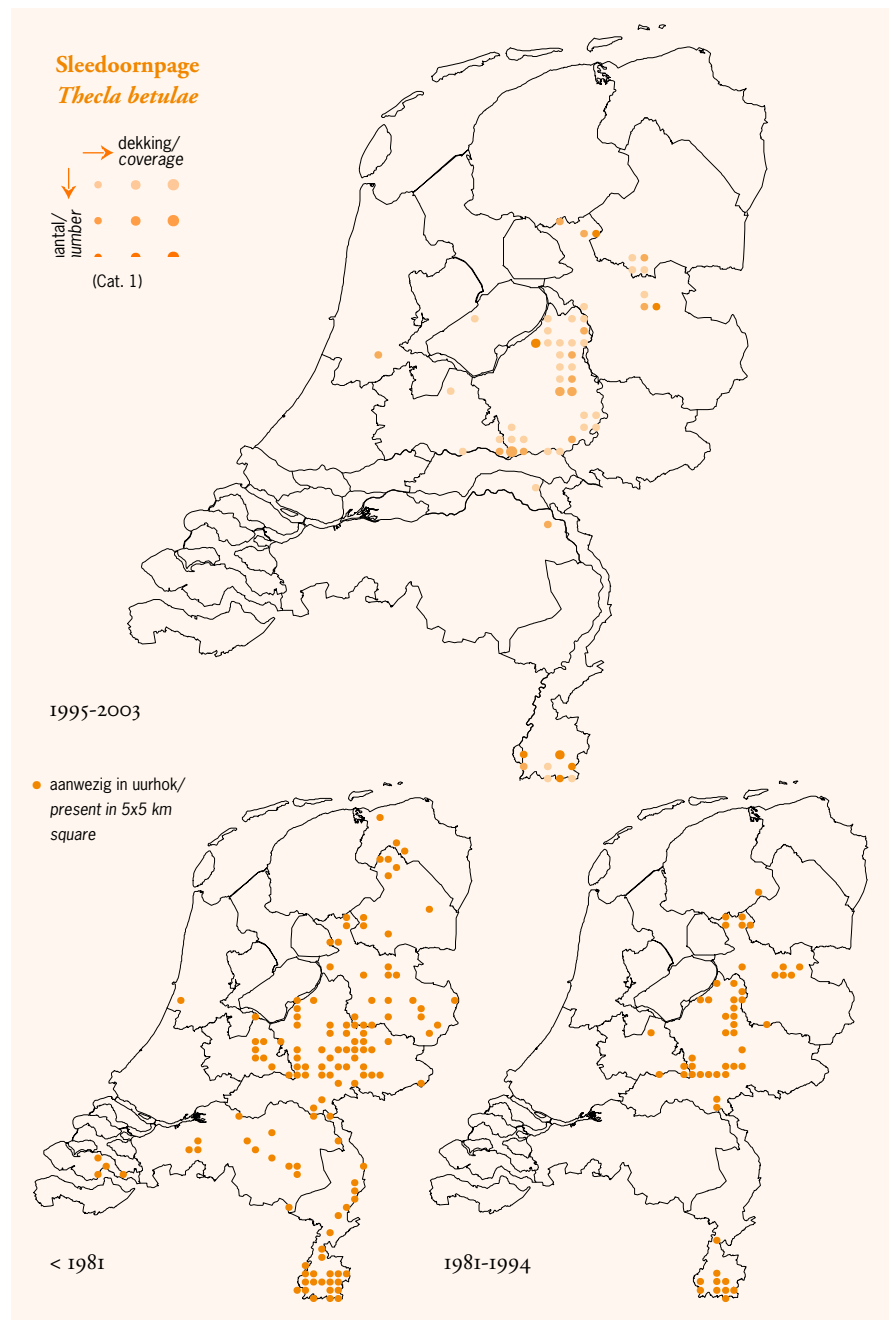 Sleedoornpage
Thecla betulae
dekking/
coverage
(Cat. 1)
1995-2003
aanwezig in uurhok/
present in 5x5 km
square
< 1981
1981-1994